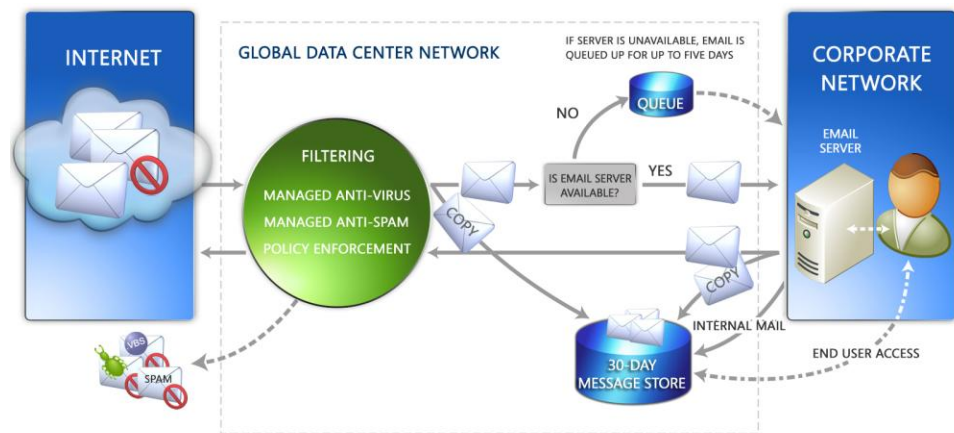 INTERNET
GLOBAL DATA CENTER NETWORK
IF SERVER IS UNAVAILABLE, EMAIL IS
QUEUED UP FOR UP TO FIVE DAYS
CORPORATE
NETWORK
QUEUE
NO
EMAIL
SERVER
FILTERING
MANAGED ANTI-VIRUS
MANAGED ANTI-SPAM
POLICY ENFORCEMENT
IS EMAIL SERVER
AVAILABLE?
YES
COPY
COPY
INTERNAL MAIL
END USER ACCESS
30-DAY
MESSAGE STORE
VBS
SPAM